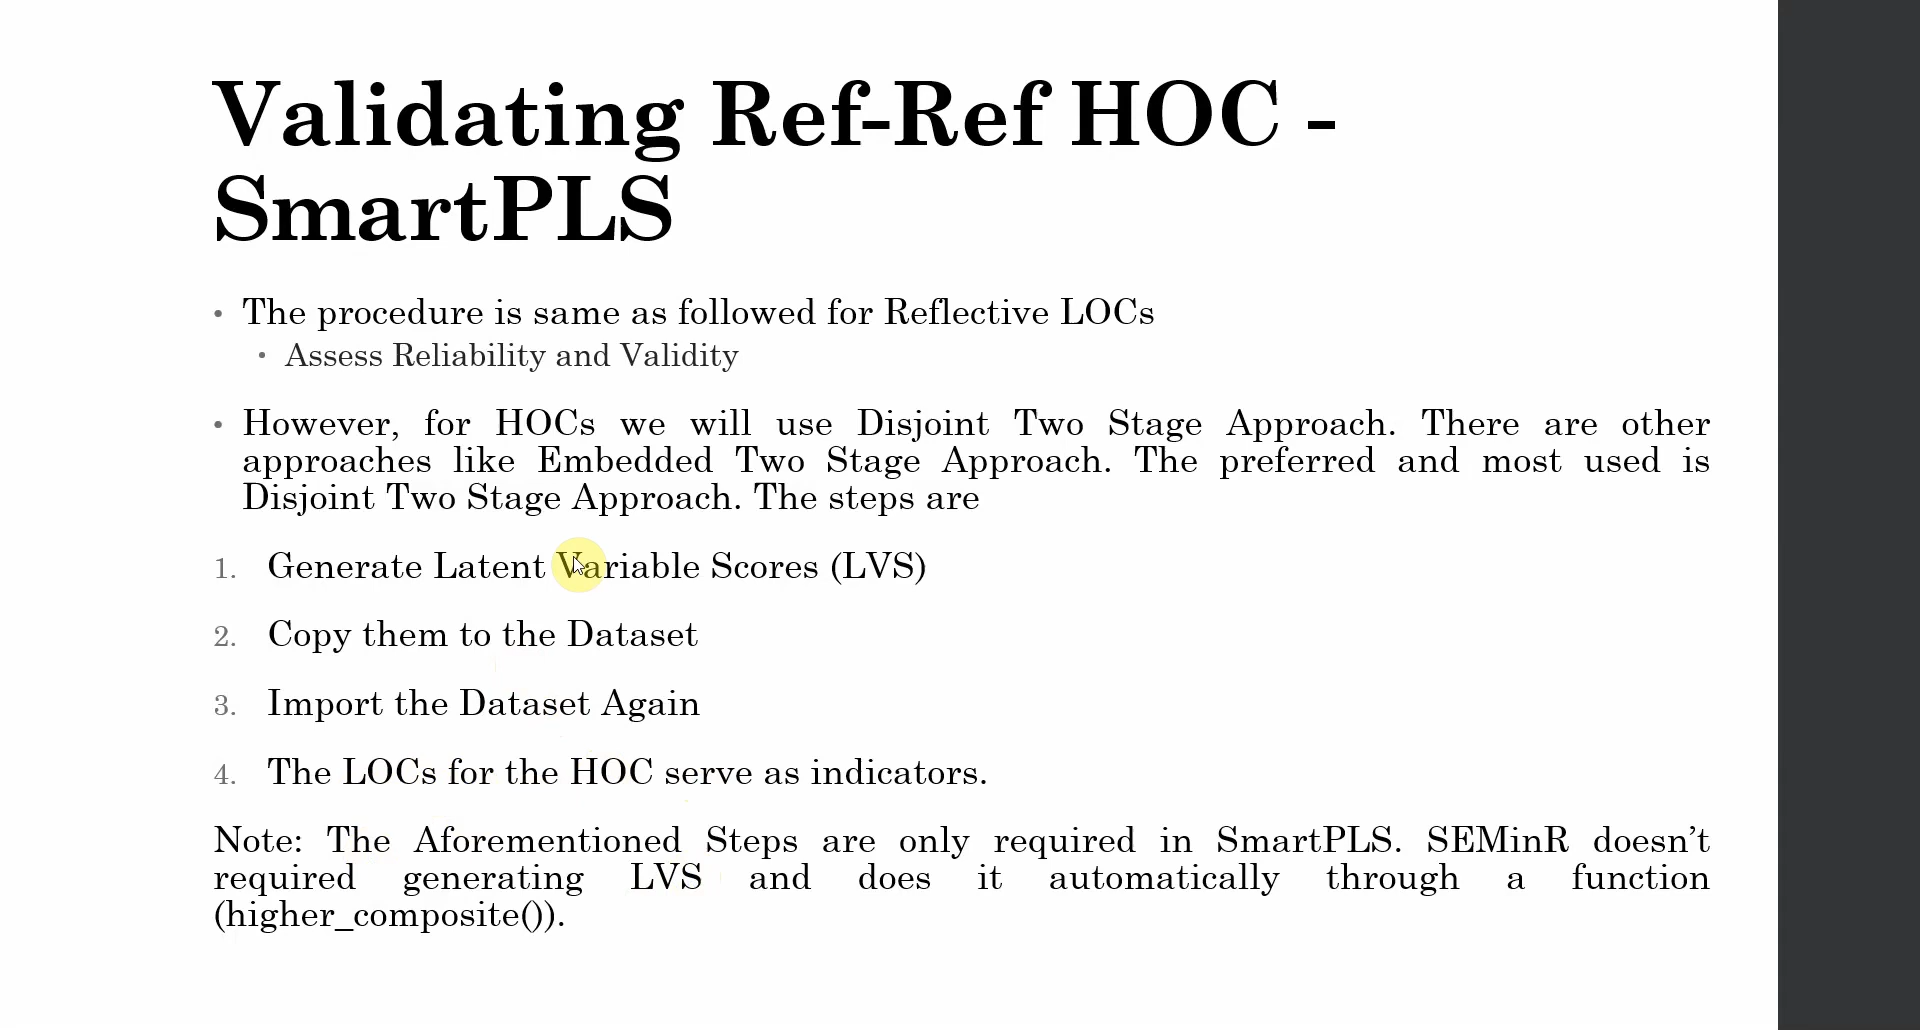 Validating Ref-Ref HOC -
SmartPLS
• The procedure is same as followed for Reflective LOCs
• Assess Reliability and Validity
• However, for HOCs we will use Disjoint Two Stage Approach. There are other
approaches like Embedded Two Stage Approach. The preferred and most used is
Disjoint Two Stage Approach. The steps are
1. Generate Latent Variable Scores (LVS)
2. Copy them to the Dataset
3. Import the Dataset Again
4. The LOCs for the HOC serve as indicators.
Note: The Aforementioned Steps are only required in SmartPLS. SEMinR doesn’t
required generating LVS and does it automatically through a function
(higher_composite()).